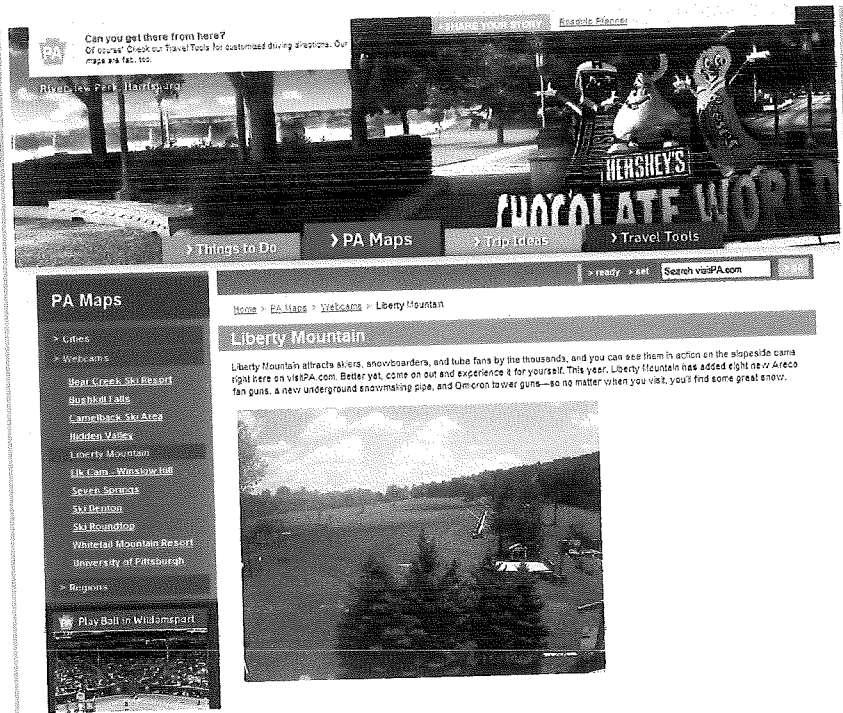 Can you get there from here?
Of course! Check our Travel Tools for customized driving directions. Our
maps are fab, too.
PA
SHARE YOUR STORY
Roadtrip Planner
Riverview Park, Harrisburg
HERSHEY'S
CHOCOLATE WORLD
> Things to Do
> PA Maps
> Trip Ideas
> Travel Tools
> ready > set
Search visitPA.com
PA Maps
Home > PA Maps > Webcams > Liberty Mountain
Liberty Mountain
Liberty Mountain attracts skiers, snowboarders, and tube fans by the thousands, and you can see them in action on the slopeside cams
right here on visitPA.com. Better yet, come on out and experience it for yourself. This year, Liberty Mountain has added eight new Areco
fan guns, a new underground snowmaking pipe, and Omicron tower guns—so no matter when you visit, you'll find some great snow.
> Cities
> Webcams
Bear Creek Ski Resort
Bushkill Falls
Camelback Ski Area
Hidden Valley
Liberty Mountain
Elk Cam - Winslow Hill
Seven Springs
Ski Denton
Ski Roundtop
Whitetail Mountain Resort
University of Pittsburgh
> Regions
PA
Play Ball in Williamsport